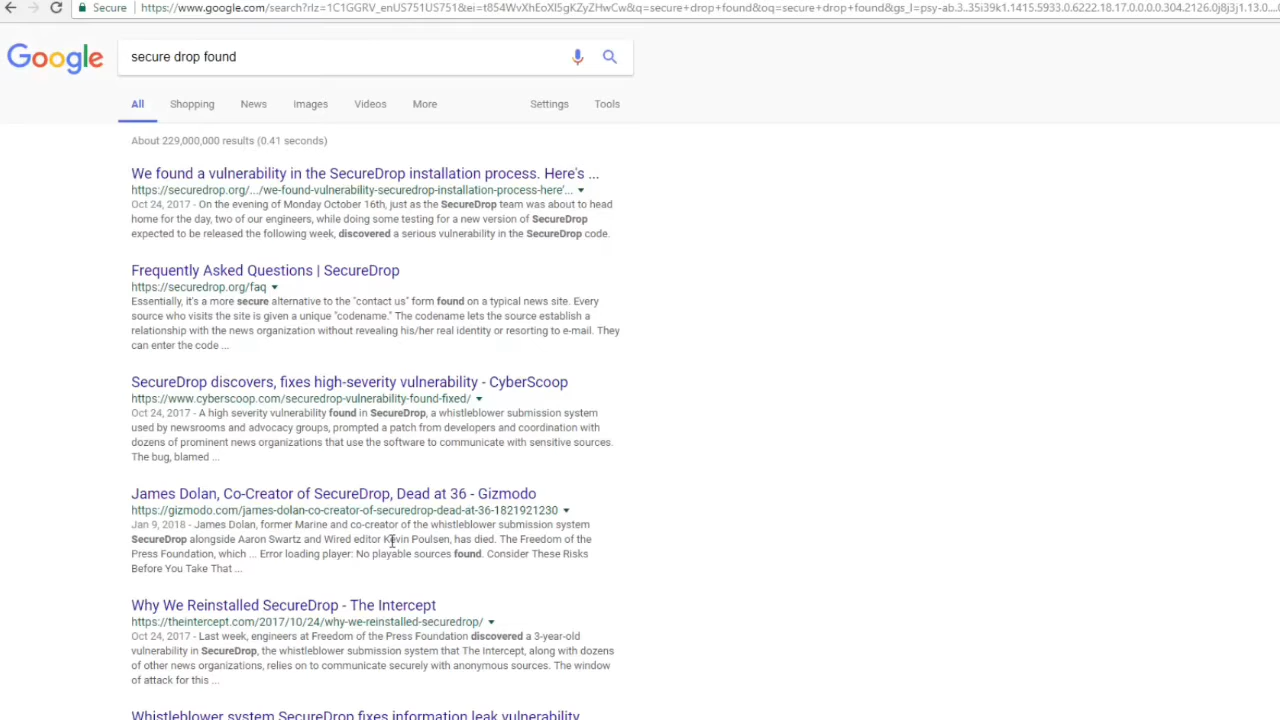 Secure
https://www.google.com/search?rlz=1C1GGRV_enUS751US751&ei=t854WvXhEoXI5gKZyZHwCw&q=secure+drop+found&oq=secure+drop+found&gs_l=psy-ab.3..35i39k1.1415.5933.0.6222.18.17.0.0.0.0.304.2126.0j8j3j1.13.0....0
Google
secure drop found
All Shopping News Images Videos More Settings Tools
About 229,000,000 results (0.41 seconds)
We found a vulnerability in the SecureDrop installation process. Here's ...
https://securedrop.org/.../we-found-vulnerability-securedrop-installation-process-here'...
Oct 24, 2017 - On the evening of Monday October 16th, just as the SecureDrop team was about to head
home for the day, two of our engineers, while doing some testing for a new version of SecureDrop
expected to be released the following week, discovered a serious vulnerability in the SecureDrop code.
Frequently Asked Questions | SecureDrop
https://securedrop.org/faq
Essentially, it's a more secure alternative to the "contact us" form found on a typical news site. Every
source who visits the site is given a unique "codename." The codename lets the source establish a
relationship with the news organization without revealing his/her real identity or resorting to e-mail. They
can enter the code ...
SecureDrop discovers, fixes high-severity vulnerability - CyberScoop
https://www.cyberscoop.com/securedrop-vulnerability-found-fixed/
Oct 24, 2017 - A high severity vulnerability found in SecureDrop, a whistleblower submission system
used by newsrooms and advocacy groups, prompted a patch from developers and coordination with
dozens of prominent news organizations that use the software to communicate with sensitive sources.
The bug, blamed ...
James Dolan, Co-Creator of SecureDrop, Dead at 36 - Gizmodo
https://gizmodo.com/james-dolan-co-creator-of-securedrop-dead-at-36-1821921230
Jan 9, 2018 - James Dolan, former Marine and co-creator of the whistleblower submission system
SecureDrop alongside Aaron Swartz and Wired editor Kevin Poulsen, has died. The Freedom of the
Press Foundation, which ... Error loading player: No playable sources found. Consider These Risks
Before You Take That ...
Why We Reinstalled SecureDrop - The Intercept
https://theintercept.com/2017/10/24/why-we-reinstalled-securedrop/
Oct 24, 2017 - Last week, engineers at Freedom of the Press Foundation discovered a 3-year-old
vulnerability in SecureDrop, the whistleblower submission system that The Intercept, along with dozens
of other news organizations, relies on to communicate securely with anonymous sources. The window
of attack for this ...
Whistleblower system SecureDrop fixes information leak vulnerability